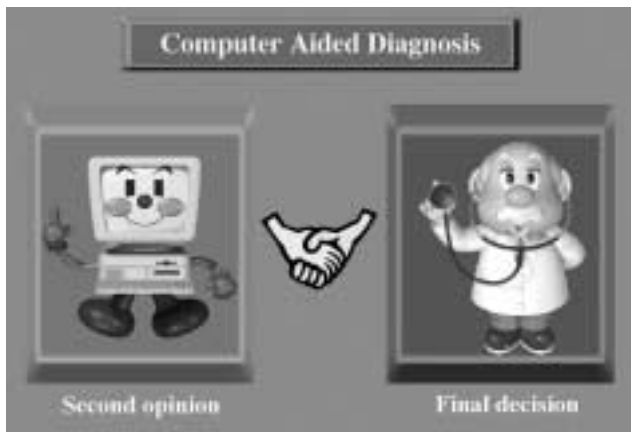 Computer Aided Diagnosis
Second opinion
Final decision